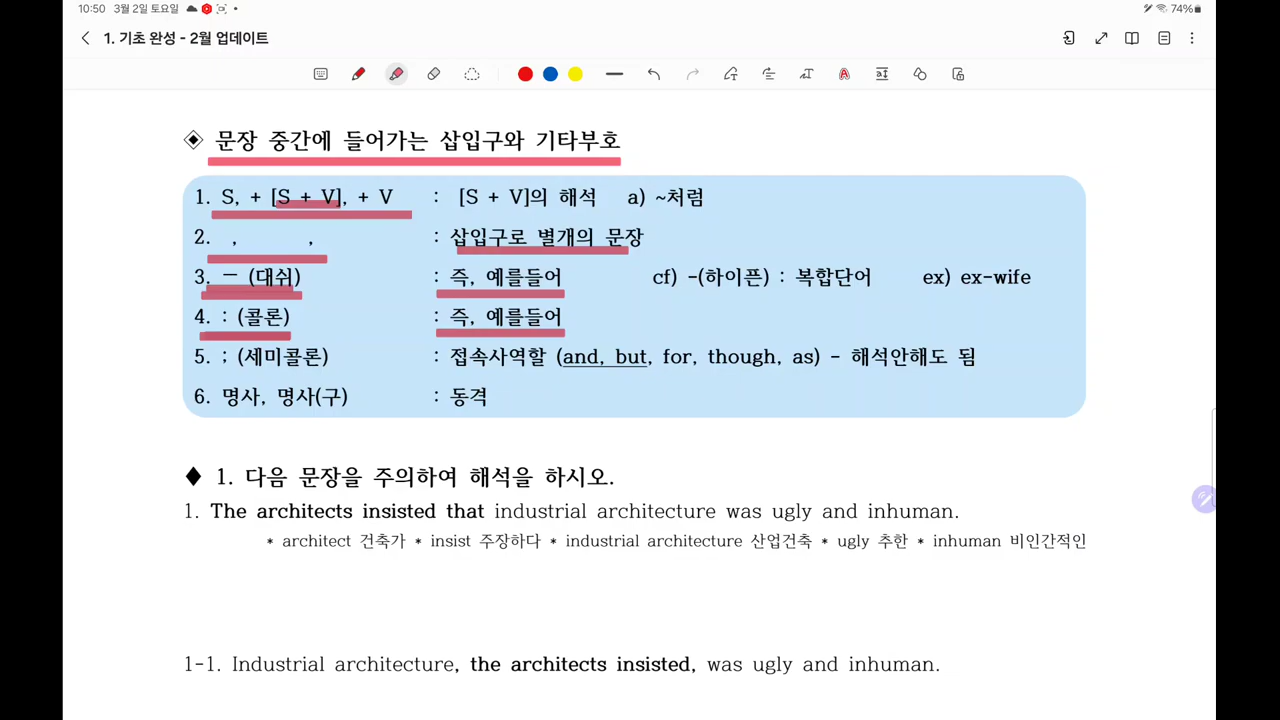 10:50 3월 2일 토요일 74%
1. 기초 완성 - 2월 업데이트
◈ 문장 중간에 들어가는 삽입구와 기타부호
1. S, + [S + V], + V : [S + V]의 해석 a) ~처럼
2. , , : 삽입구로 별개의 문장
3. ─ (대쉬) : 즉, 예를들어 cf) -(하이픈) : 복합단어 ex) ex-wife
4. : (콜론) : 즉, 예를들어
5. ; (세미콜론) : 접속사역할 (and, but, for, though, as) - 해석안해도 됨
6. 명사, 명사(구) : 동격
♦ 1. 다음 문장을 주의하여 해석을 하시오.
1. The architects insisted that industrial architecture was ugly and inhuman.
* architect 건축가 * insist 주장하다 * industrial architecture 산업건축 * ugly 추한 * inhuman 비인간적인
1-1. Industrial architecture, the architects insisted, was ugly and inhuman.